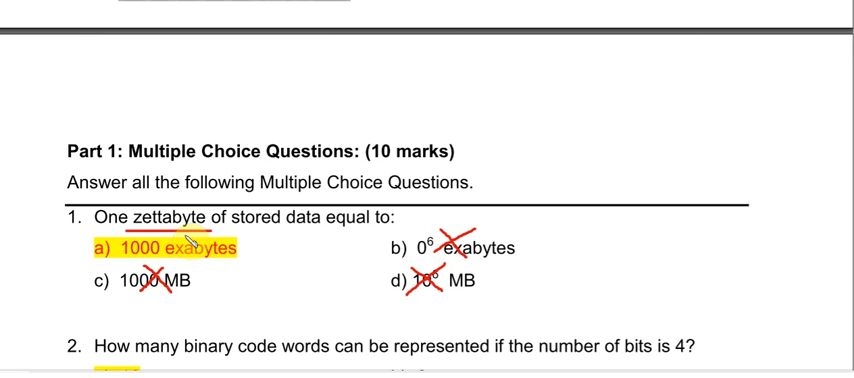 Part 1: Multiple Choice Questions: (10 marks)
Answer all the following Multiple Choice Questions.
1. One zettabyte of stored data equal to:
a) 1000 exabytes b) 0⁶ exabytes
c) 1000 MB d) 10⁶ MB
2. How many binary code words can be represented if the number of bits is 4?